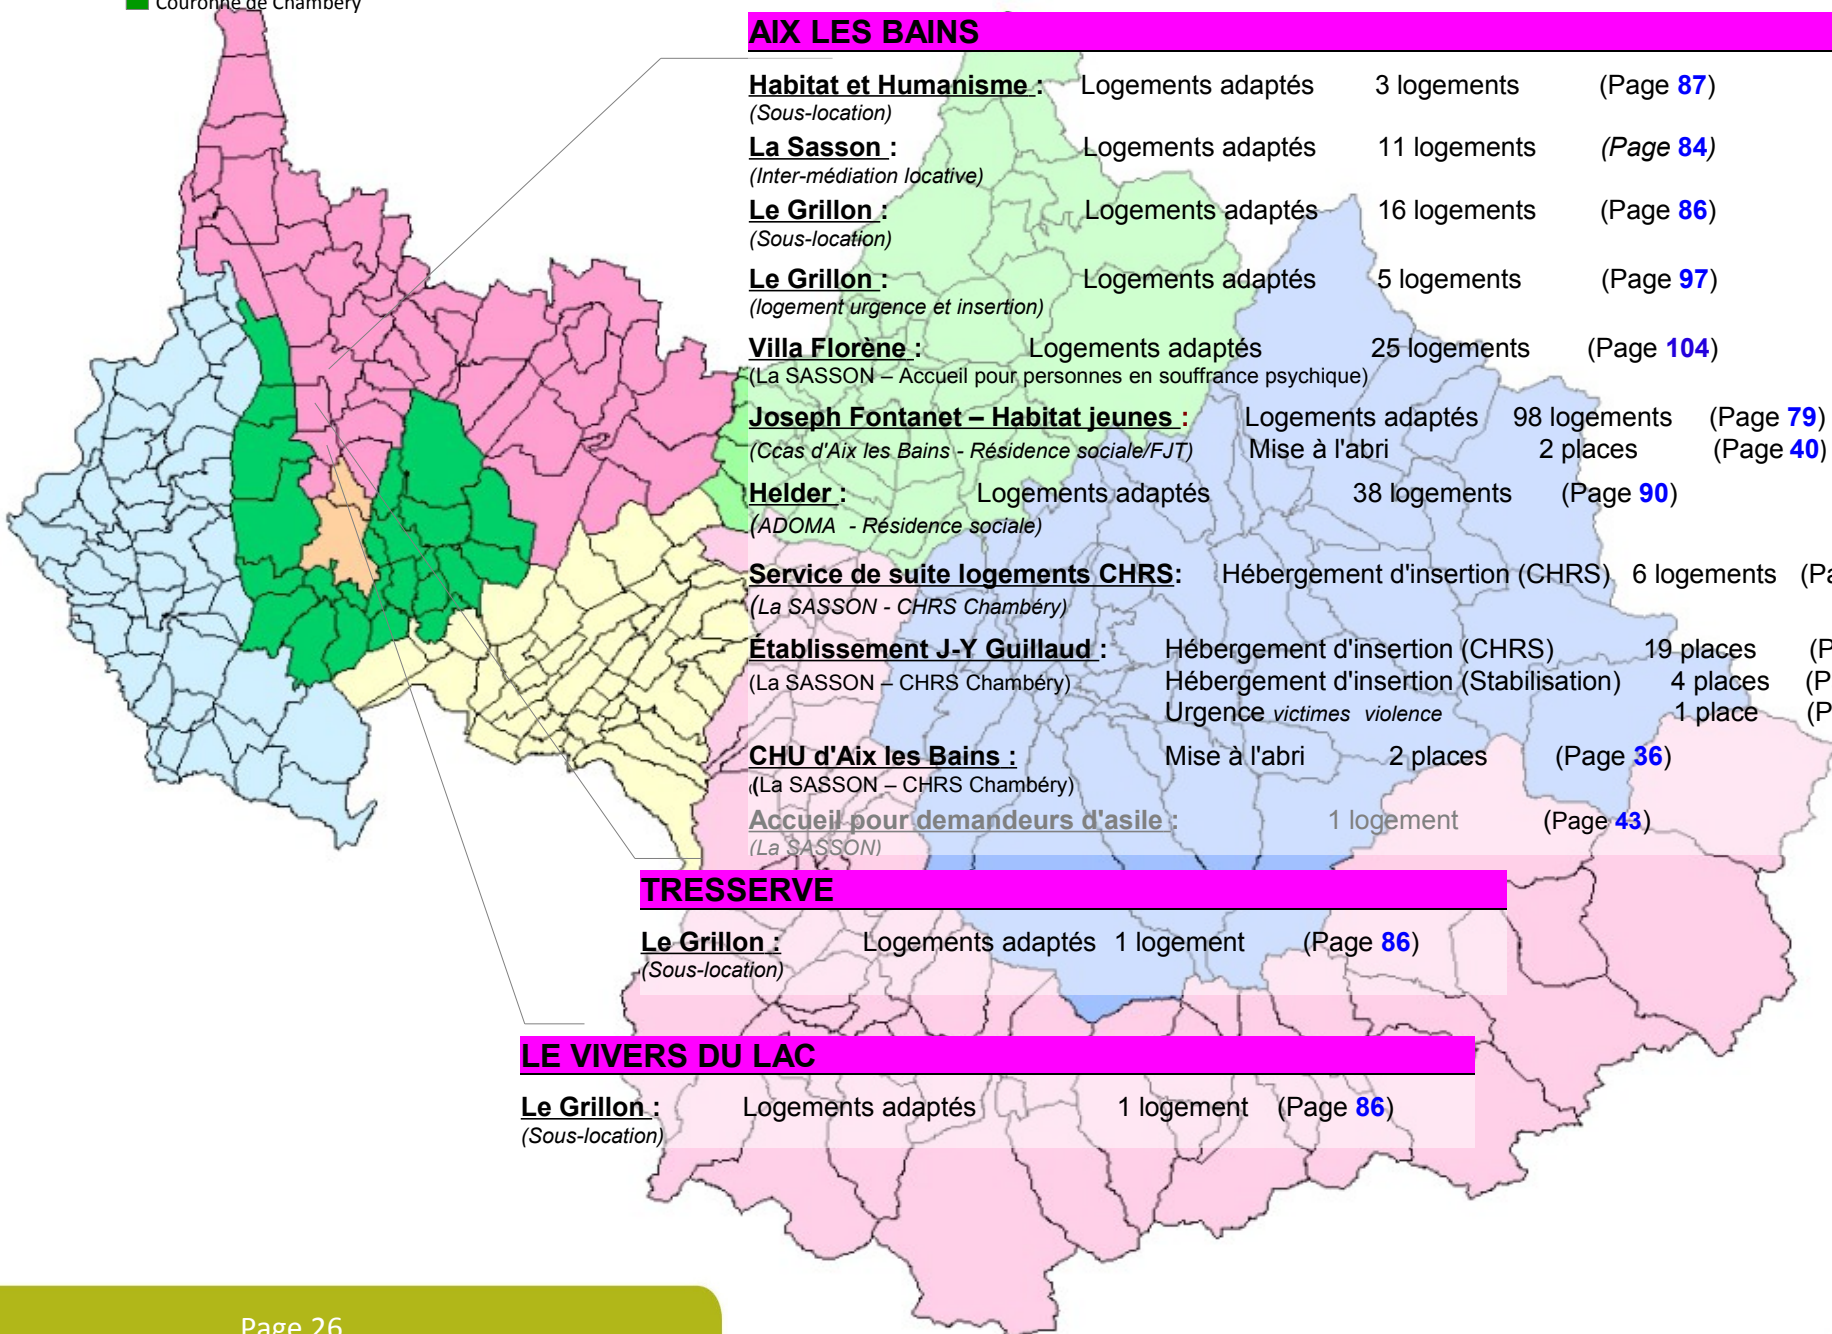 Couronne de Chambéry
AIX LES BAINS
Habitat et Humanisme : Logements adaptés 3 logements (Page 87)
(Sous-location)
La Sasson : Logements adaptés 11 logements (Page 84)
(Inter-médiation locative)
Le Grillon : Logements adaptés 16 logements (Page 86)
(Sous-location)
Le Grillon : Logements adaptés 5 logements (Page 97)
(logement urgence et insertion)
Villa Florène : Logements adaptés 25 logements (Page 104)
(La SASSON – Accueil pour personnes en souffrance psychique)
Joseph Fontanet – Habitat jeunes : Logements adaptés 98 logements (Page 79)
(Ccas d'Aix les Bains - Résidence sociale/FJT) Mise à l'abri 2 places (Page 40)
Helder : Logements adaptés 38 logements (Page 90)
(ADOMA - Résidence sociale)
Service de suite logements CHRS: Hébergement d'insertion (CHRS) 6 logements (Pa
(La SASSON - CHRS Chambéry)
Établissement J-Y Guillaud : Hébergement d'insertion (CHRS) 19 places (P
(La SASSON – CHRS Chambéry) Hébergement d'insertion (Stabilisation) 4 places (P
Urgence victimes violence 1 place (P
CHU d'Aix les Bains : Mise à l'abri 2 places (Page 36)
((La SASSON – CHRS Chambéry)
Accueil pour demandeurs d'asile : 1 logement (Page 43)
(La SASSON)
TRESSERVE
Le Grillon : Logements adaptés 1 logement (Page 86)
(Sous-location)
LE VIVERS DU LAC
Le Grillon : Logements adaptés 1 logement (Page 86)
(Sous-location)
Page 26